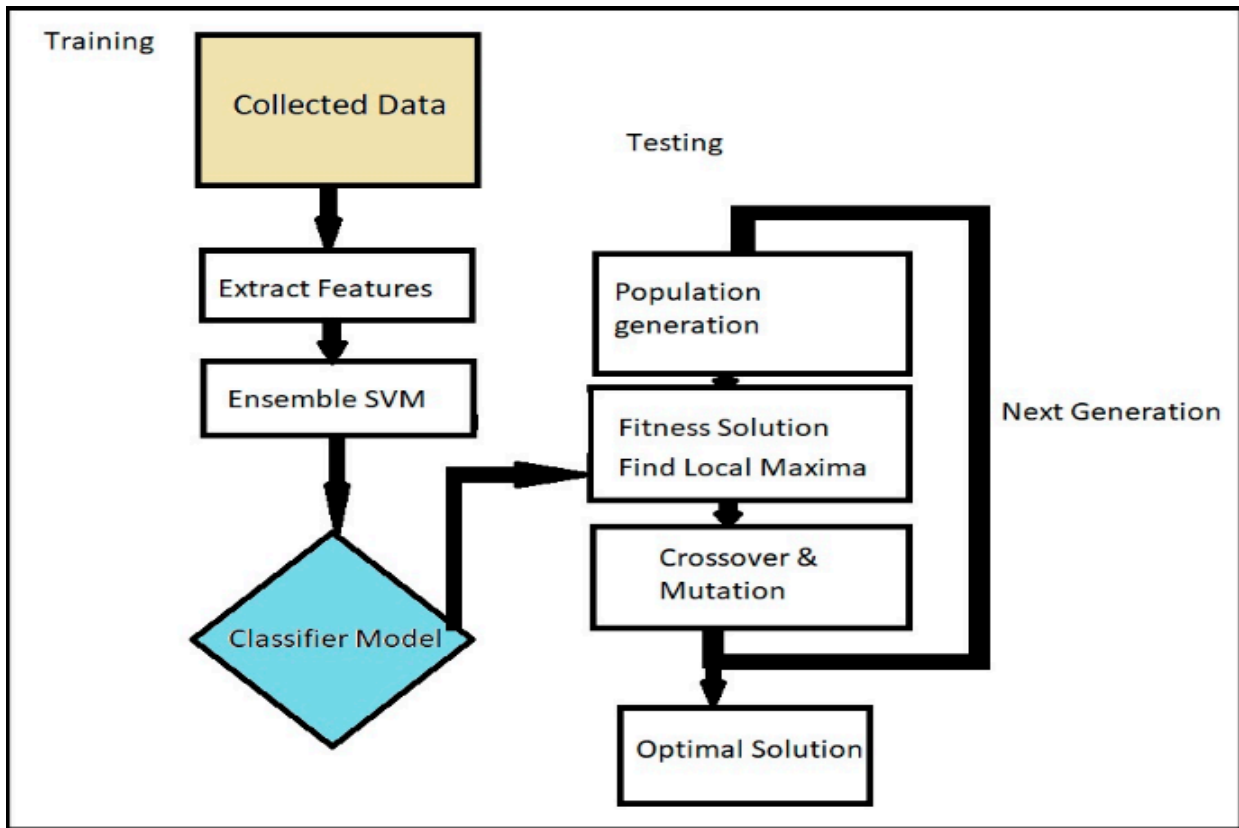 Training
Collected Data
Extract Features
Ensemble SVM
Classifier Model
Testing
Population
generation
Fitness Solution
Find Local Maxima
Crossover &
Mutation
Next Generation
Optimal Solution